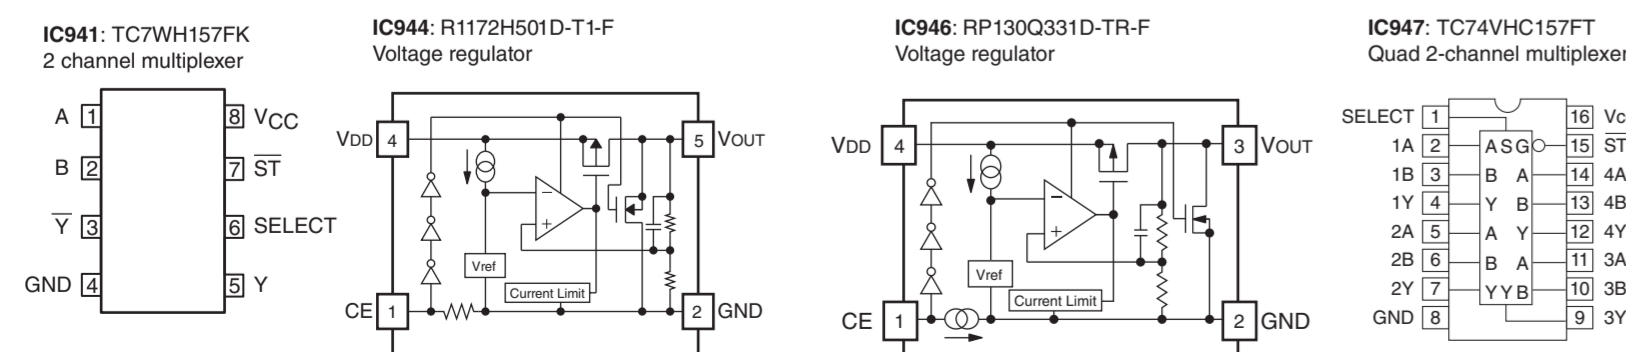 IC941: TC7WH157FK
2 channel multiplexer
A 1
8 VCC
B 2
7 S̅T̅
Y̅ 3
6 SELECT
GND 4
5 Y
IC944: R1172H501D-T1-F
Voltage regulator
VDD 4
5 VOUT
−
+
Vref
Current Limit
CE 1
2 GND
IC946: RP130Q331D-TR-F
Voltage regulator
VDD 4
3 VOUT
−
+
Vref
Current Limit
CE 1
2 GND
IC947: TC74VHC157FT
Quad 2-channel multiplexer
SELECT 1
16 Vc
1A 2 A S G 15 S̅T̅
1B 3 B A 14 4A
1Y 4 Y B 13 4B
2A 5 A Y 12 4Y
2B 6 B A 11 3A
2Y 7 Y Y B 10 3B
GND 8
9 3Y